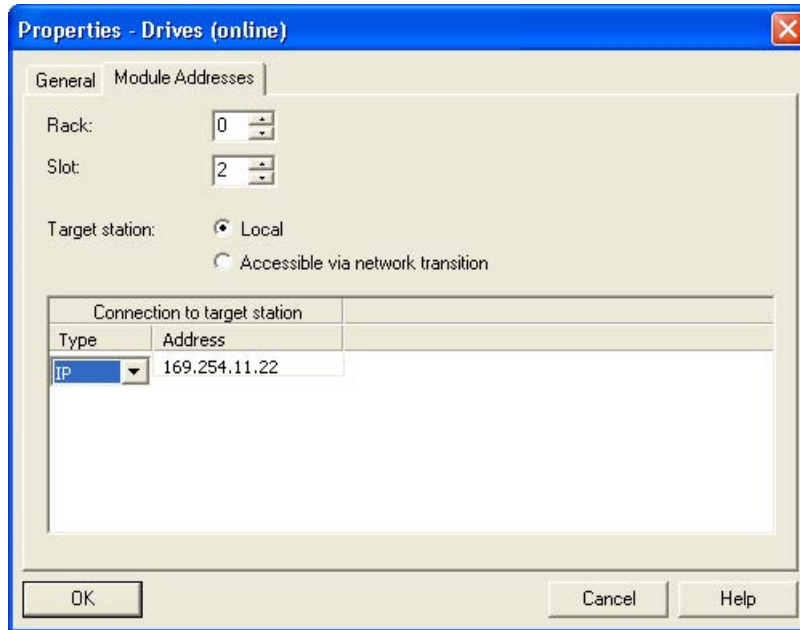 Properties - Drives (online)
General Module Addresses
Rack: 0
Slot: 2
Target station: Local
Accessible via network transition
Connection to target station
Type Address
IP 169.254.11.22
OK Cancel Help